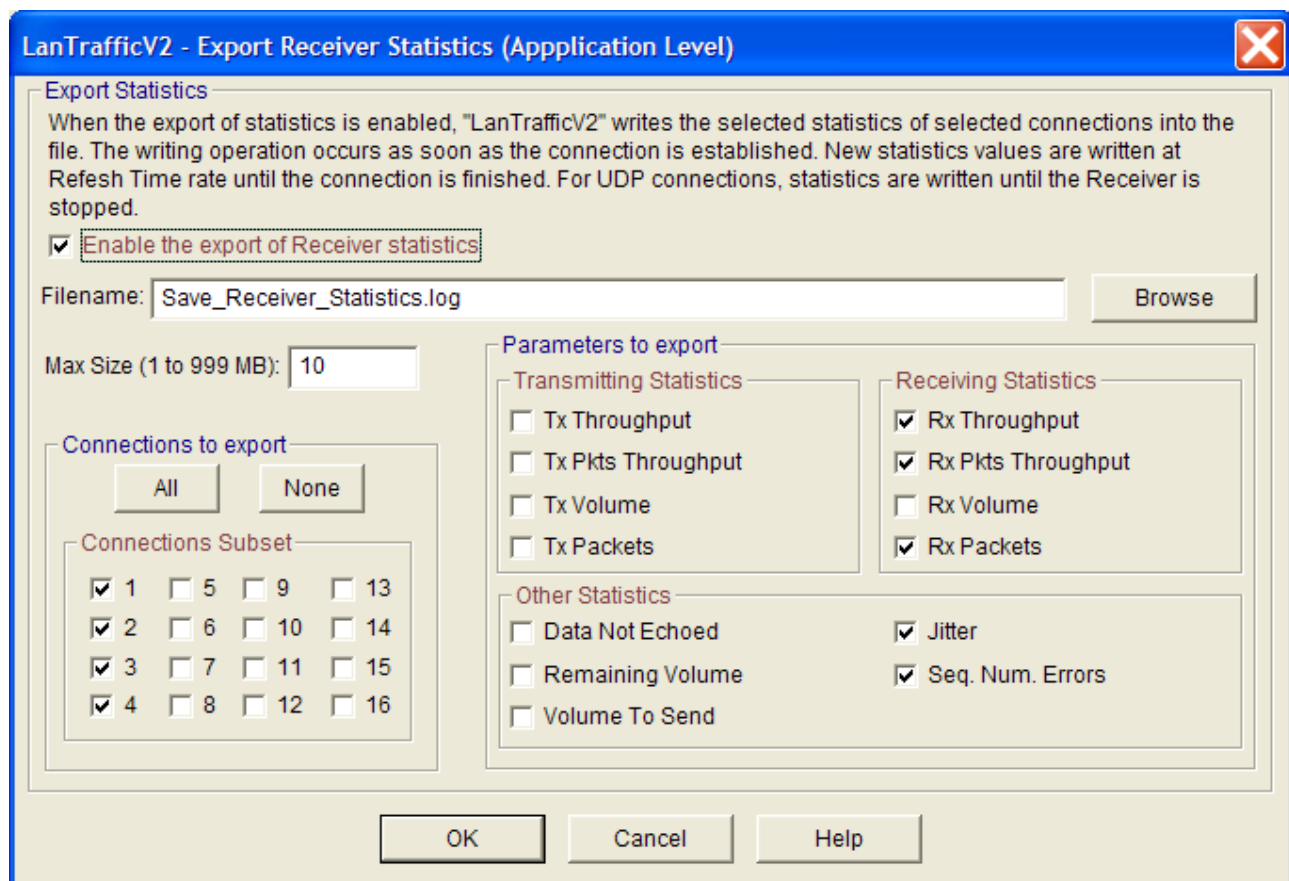 LanTrafficV2 - Export Receiver Statistics (Appplication Level)
Export Statistics
When the export of statistics is enabled, "LanTrafficV2" writes the selected statistics of selected connections into the
file. The writing operation occurs as soon as the connection is established. New statistics values are written at
Refesh Time rate until the connection is finished. For UDP connections, statistics are written until the Receiver is
stopped.
Enable the export of Receiver statistics
Filename: Save_Receiver_Statistics.log Browse
Max Size (1 to 999 MB): 10
Connections to export
All None
Connections Subset
1 5 9 13
2 6 10 14
3 7 11 15
4 8 12 16
Parameters to export
Transmitting Statistics
Tx Throughput
Tx Pkts Throughput
Tx Volume
Tx Packets
Receiving Statistics
Rx Throughput
Rx Pkts Throughput
Rx Volume
Rx Packets
Other Statistics
Data Not Echoed
Remaining Volume
Volume To Send
Jitter
Seq. Num. Errors
OK Cancel Help